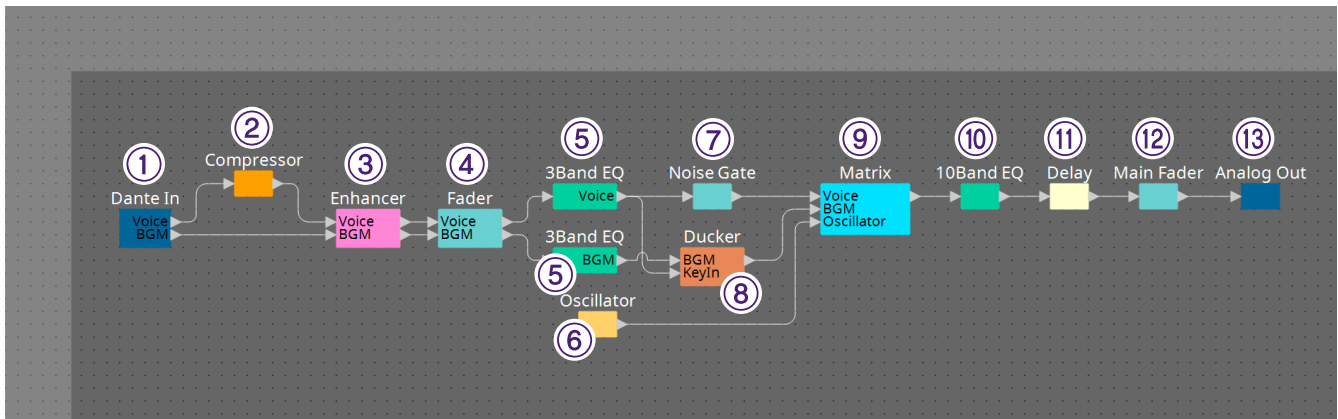 ①
Dante In
Voice
BGM
②
Compressor
③
Enhancer
Voice
BGM
④
Fader
Voice
BGM
⑤
3Band EQ
Voice
3Band EQ
BGM
⑤
Oscillator
⑥
⑦
Noise Gate
Ducker
BGM
KeyIn
⑧
⑨
Matrix
Voice
BGM
Oscillator
⑩
10Band EQ
⑪
Delay
⑫
Main Fader
⑬
Analog Out